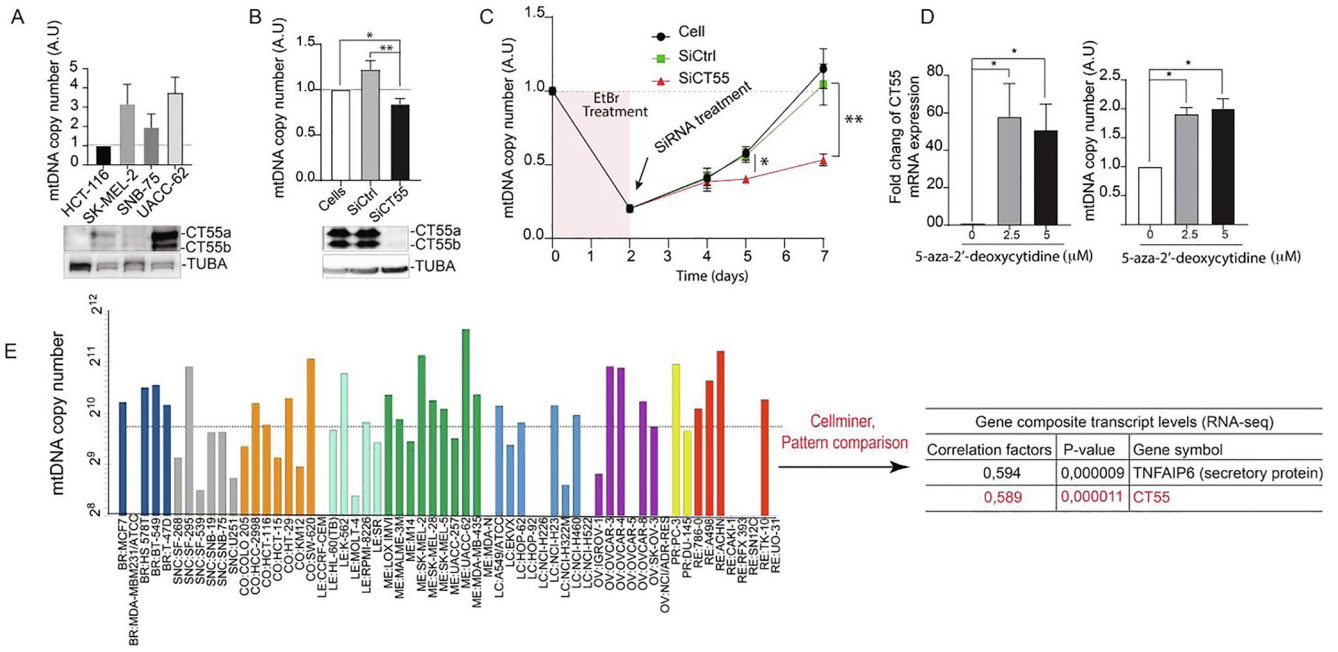 A
mtDNA copy number (A.U)
5
4
3
2
1
0
HCT-116
SK-MEL-2
SNB-75
UACC-62
-CT55a
-CT55b
-TUBA
B
mtDNA copy number (A.U)
1.5
1.0
0.5
0.0
*
**
Cells
SiCtrl
SiCT55
-CT55a
-CT55b
-TUBA
C
mtDNA copy number (A.U)
1.5
1.0
0.5
0.0
Cell
SiCtrl
SiCT55
EtBr
Treatment
SiRNA treatment
*
**
0 1 2 3 4 5 6 7
Time (days)
D
Fold change of CT55
mRNA expression
80
60
40
20
00
*
*
0 2.5 5
5-aza-2′-deoxycytidine (µM)
mtDNA copy number (A.U)
2.5
2.0
1.5
1.0
0.5
0.0
*
*
0 2.5 5
5-aza-2′-deoxycytidine (µM)
E
mtDNA copy number
2¹²
2¹¹
2¹⁰
2⁹
2⁸
BR:MCF7
BR:MDA-MBM231/ATCC
BR:HS 578T
BR:BT-549
BR:T-47D
SNC:SF-268
SNC:SF-295
SNC:SF-539
SNC:SNB-19
SNC:SNB-75
SNC:U251
CO:COLO 205
CO:HCC-2998
CO:HCT-116
CO:HCT-15
CO:HT-29
CO:KM12
CO:SW-620
LE:CCRF-CEM
LE:HL-60(TB)
LE:K-562
LE:MOLT-4
LE:RPMI-8226
LE:SR
ME:LOX IMVI
ME:MALME-3M
ME:M14
ME:SK-MEL-2
ME:SK-MEL-28
ME:SK-MEL-5
ME:UACC-257
ME:UACC-62
ME:MDA-MB-435
ME:MDA-N
LC:A549/ATCC
LC:EKVX
LC:HOP-62
LC:HOP-92
LC:NCI-H226
LC:NCI-H23
LC:NCI-H322M
LC:NCI-H460
LC:NCI-H522
OV:IGROV-1
OV:OVCAR-3
OV:OVCAR-4
OV:OVCAR-5
OV:OVCAR-8
OV:SK-OV-3
OV:NCI/ADR-RES
PR:PC-3
PR:DU-145
RE:786-0
RE:A498
RE:ACHN
RE:CAKI-1
RE:RFX 393
RE:SN12C
RE:TK-10
RE:UO-31
Cellminer,
Pattern comparison
Gene composite transcript levels (RNA-seq)
Correlation factors P-value Gene symbol
0,594 0,000009 TNFAIP6 (secretory protein)
0,589 0,000011 CT55